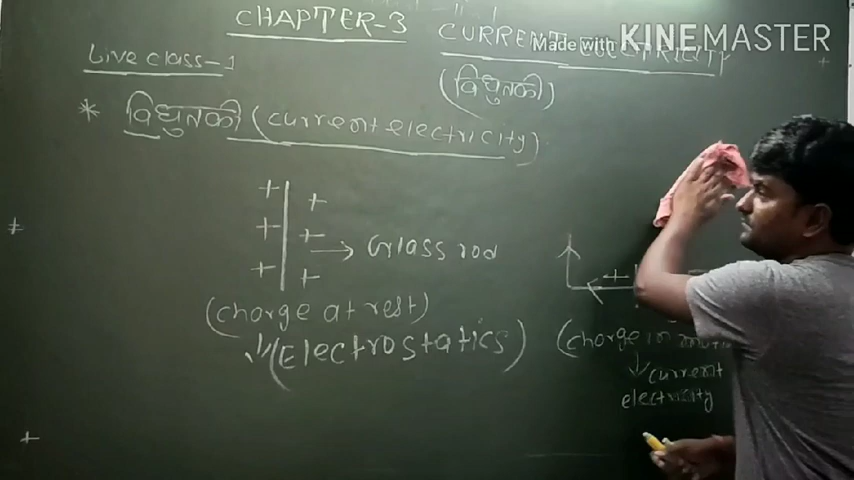 CHAPTER-3
CURRENT ELECTRICITY
Made with KINEMASTER
Live class-1
(विधुतकी)
* विधुतकी (current electricity)
+ +
+ + → Glass rod
+ +
(charge at rest)
(Electrostatics)
(charge in
current
electricity